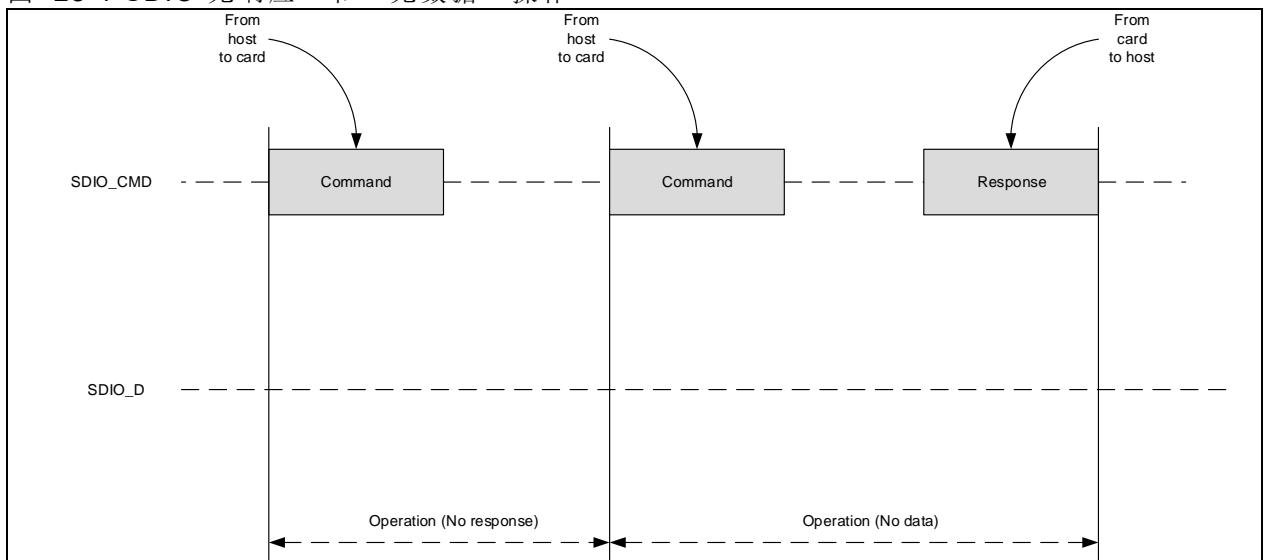 From
host
to card
From
host
to card
From
card
to host
SDIO_CMD
Command
Command
Response
SDIO_D
Operation (No response)
Operation (No data)